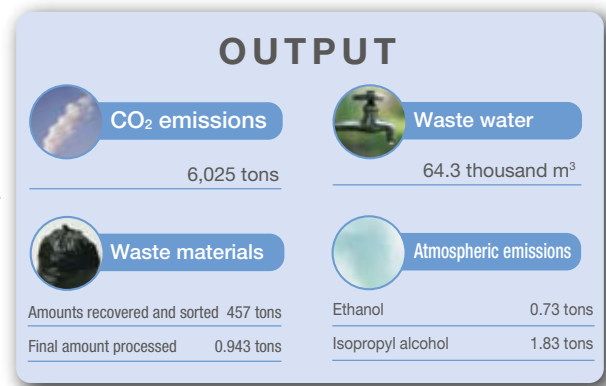 OUTPUT
CO₂ emissions
6,025 tons
Waste water
64.3 thousand m³
Waste materials
Amounts recovered and sorted 457 tons
Final amount processed 0.943 tons
Atmospheric emissions
Ethanol 0.73 tons
Isopropyl alcohol 1.83 tons